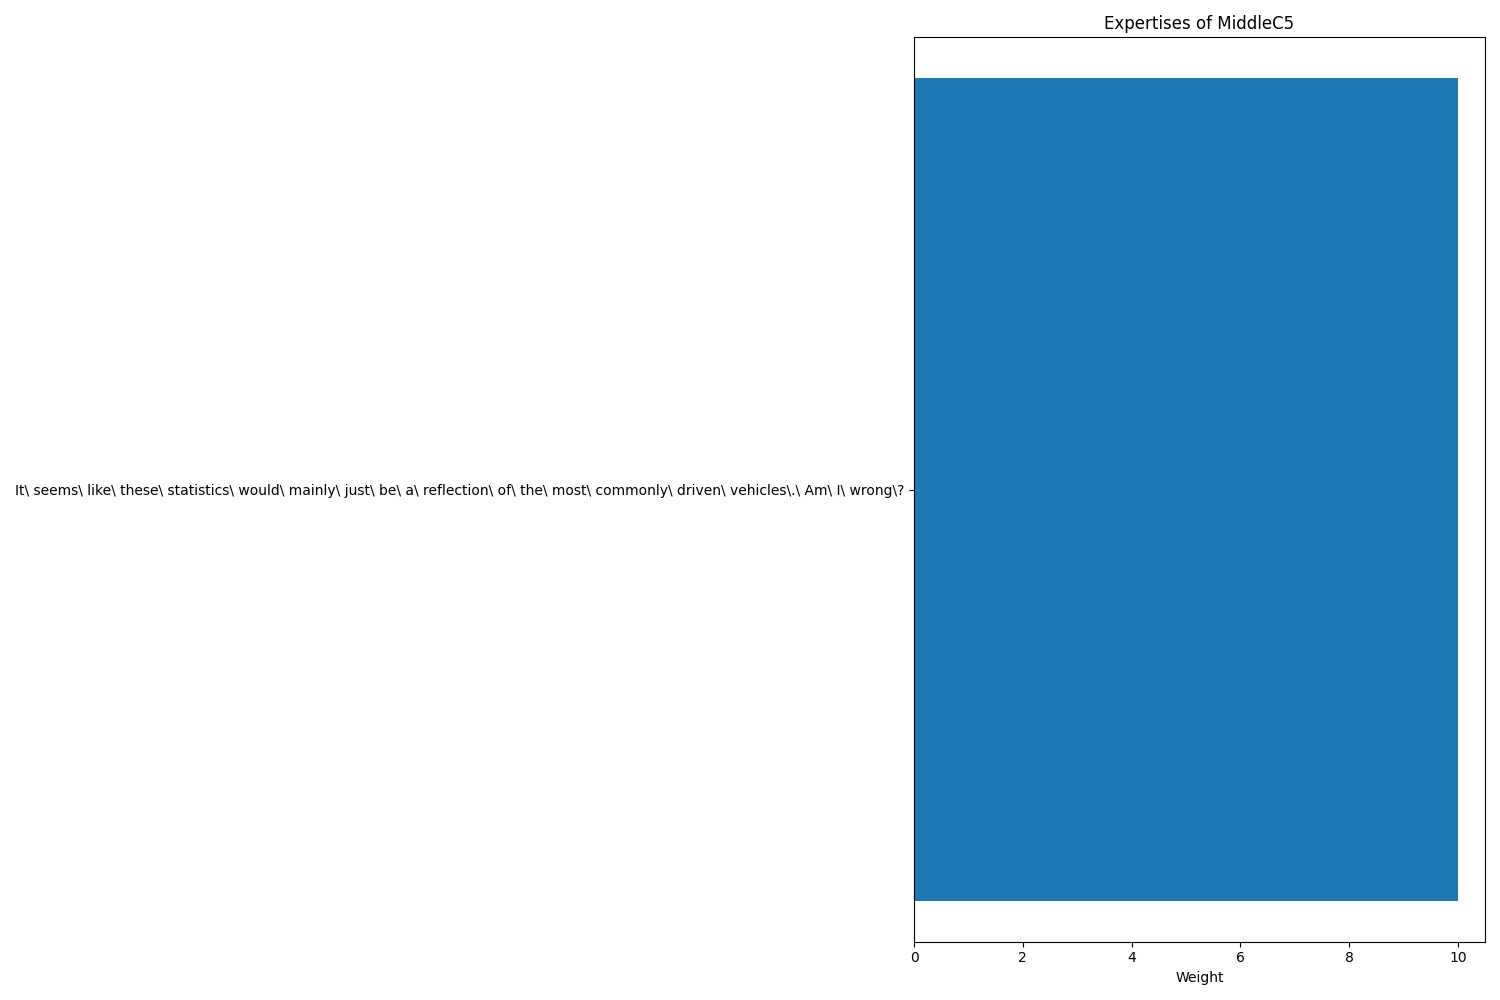 Expertises of MiddleC5
It\ seems\ like\ these\ statistics\ would\ mainly\ just\ be\ a\ reflection\ of\ the\ most\ commonly\ driven\ vehicles\.\ Am\ I\ wrong\?
0 2 4 6 8 10
Weight